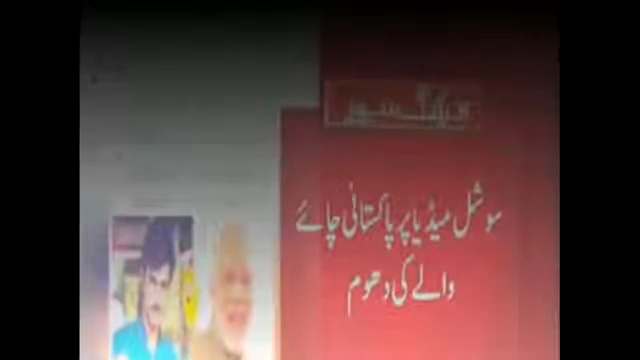 سوشل میڈیا پر پاکستانی چائے
والے کی دھوم